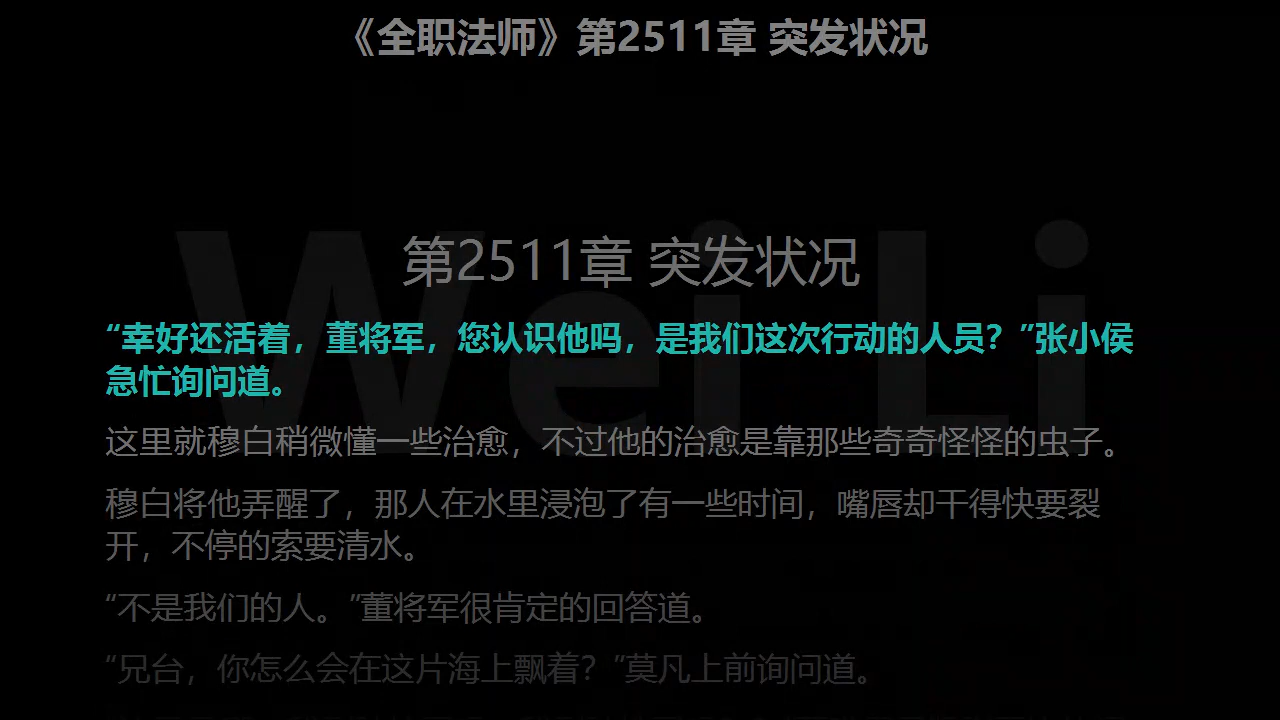 《全职法师》第2511章 突发状况
Wei Li
第2511章 突发状况
“幸好还活着，董将军，您认识他吗，是我们这次行动的人员？”张小侯
急忙询问道。
这里就穆白稍微懂一些治愈，不过他的治愈是靠那些奇奇怪怪的虫子。
穆白将他弄醒了，那人在水里浸泡了有一些时间，嘴唇却干得快要裂
开，不停的索要清水。
“不是我们的人。”董将军很肯定的回答道。
“兄台，你怎么会在这片海上飘着？”莫凡上前询问道。